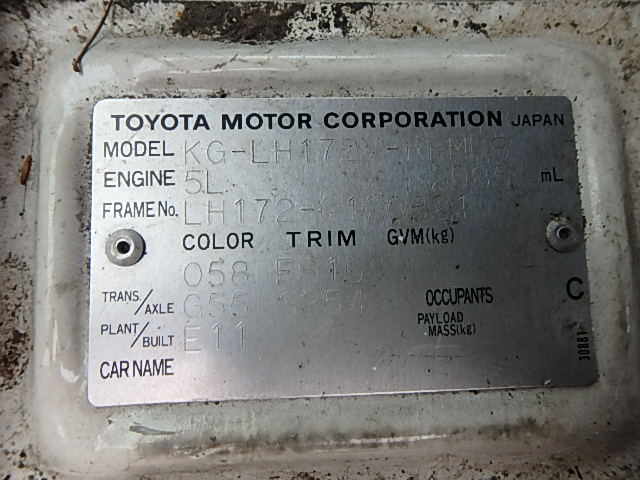 TOYOTA MOTOR CORPORATION JAPAN
MODEL
ENGINE 5L mL
FRAME No.
COLOR TRIM GVM(kg)
058
TRANS./AXLE G55 OCCUPANTS C
PLANT/BUILT E11 PAYLOAD MASS(kg)
CAR NAME
30881